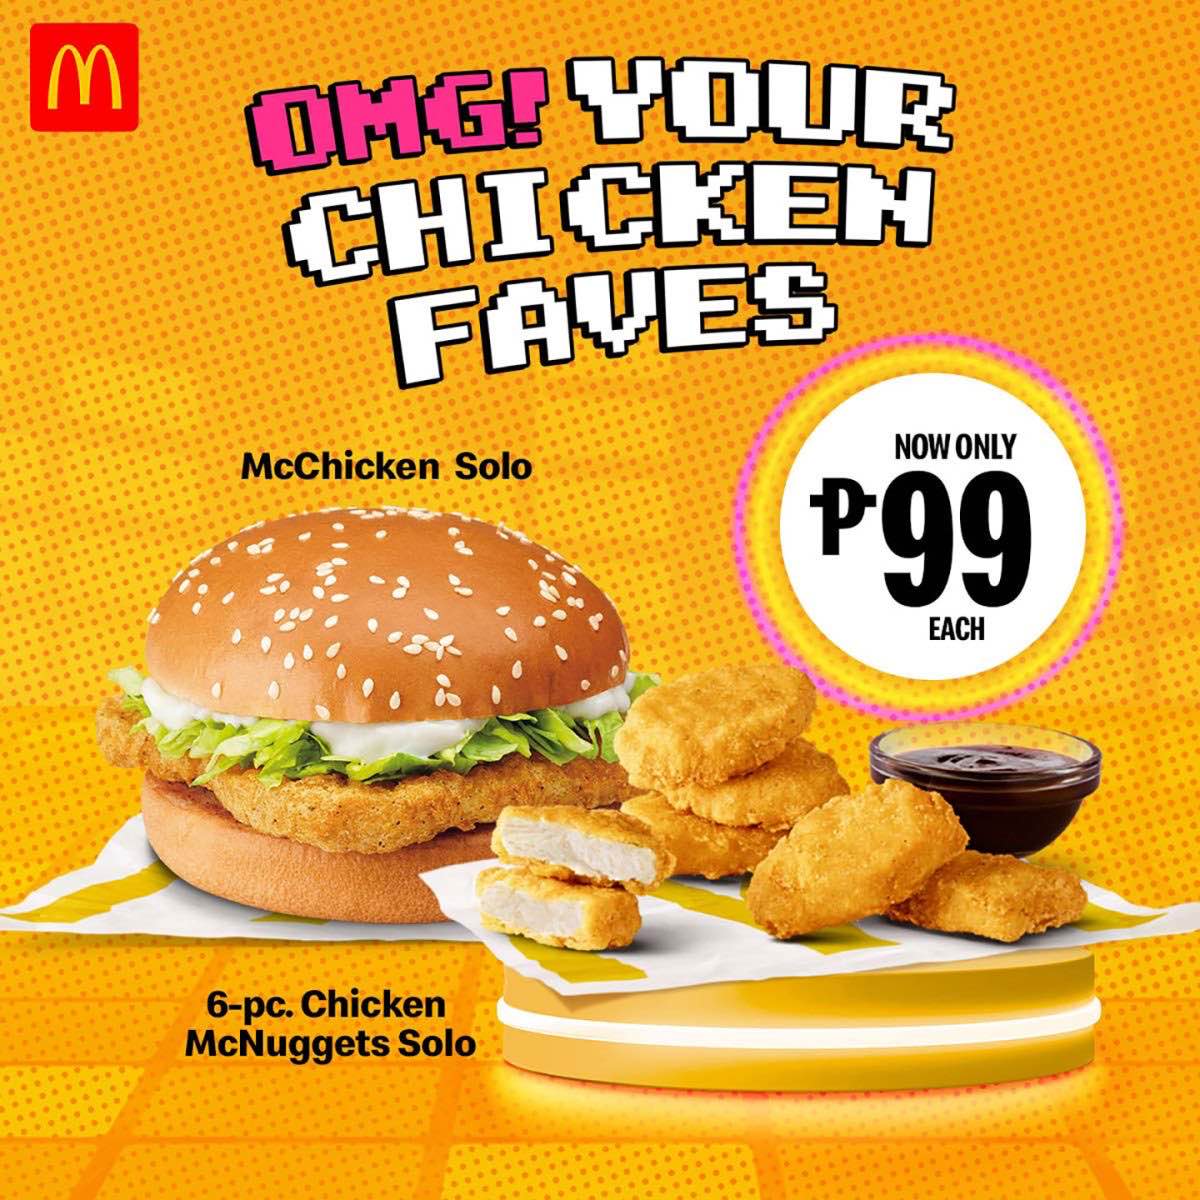 OMG! YOUR
CHICKEN
FAVES
McChicken Solo
NOW ONLY
₱99
EACH
6-pc. Chicken
McNuggets Solo